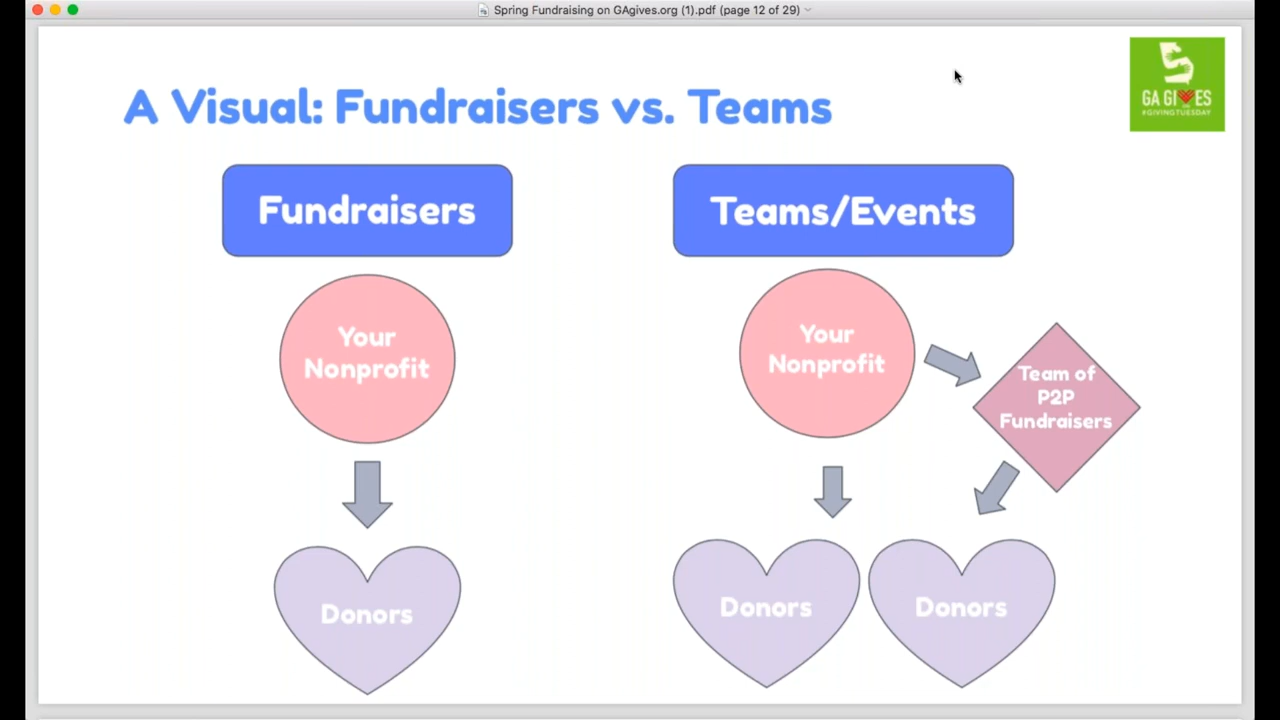 Spring Fundraising on GAgives.org (1).pdf (page 12 of 29)
A Visual: Fundraisers vs. Teams
GA GIVES
#GIVINGTUESDAY
Fundraisers
Your
Nonprofit
Donors
Teams/Events
Your
Nonprofit
Team of
P2P
Fundraisers
Donors
Donors